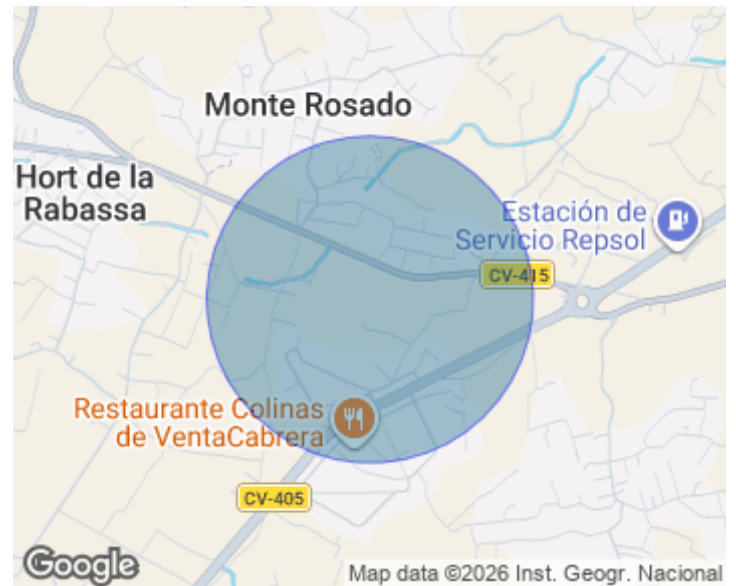 Monte Rosado
Hort de la
Rabassa
Estación de
Servicio Repsol
CV-415
Restaurante Colinas
de VentaCabrera
CV-405
Google
Map data ©2026 Inst. Geogr. Nacional